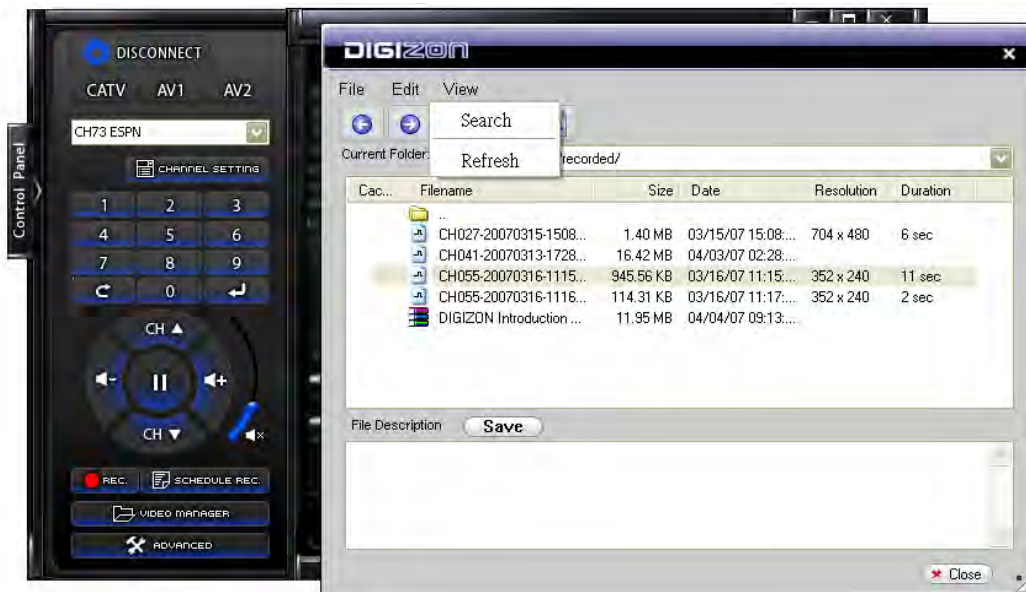 DISCONNECT
CATV AV1 AV2
CH73 ESPN
CHANNEL SETTING
Control Panel
1 2 3
4 5 6
7 8 9
0
CH ▲
- +
CH ▼
REC. SCHEDULE REC.
VIDEO MANAGER
ADVANCED
DIGIZON
File Edit View
Search
Refresh
Current Folder: recorded/
Cac... Filename Size Date Resolution Duration
..
CH027-20070315-1508... 1.40 MB 03/15/07 15:08:... 704 x 480 6 sec
CH041-20070313-1728... 16.42 MB 04/03/07 02:28:...
CH055-20070316-1115... 945.56 KB 03/16/07 11:15:... 352 x 240 11 sec
CH055-20070316-1116... 114.31 KB 03/16/07 11:17:... 352 x 240 2 sec
DIGIZON Introduction ... 11.95 MB 04/04/07 09:13:...
File Description Save
Close